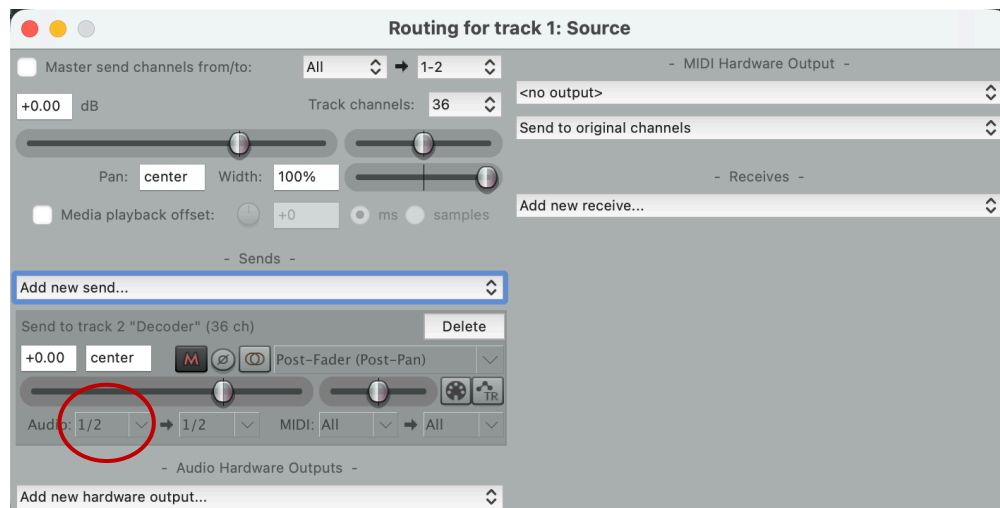 Routing for track 1: Source
Master send channels from/to: All 1-2
+0.00 dB Track channels: 36
Pan: center Width: 100%
Media playback offset: +0 ms samples
- Sends -
Add new send...
Send to track 2 "Decoder" (36 ch) Delete
+0.00 center M Post-Fader (Post-Pan)
TR
Audio: 1/2 1/2 MIDI: All All
- Audio Hardware Outputs -
Add new hardware output...
- MIDI Hardware Output -
<no output>
Send to original channels
- Receives -
Add new receive...